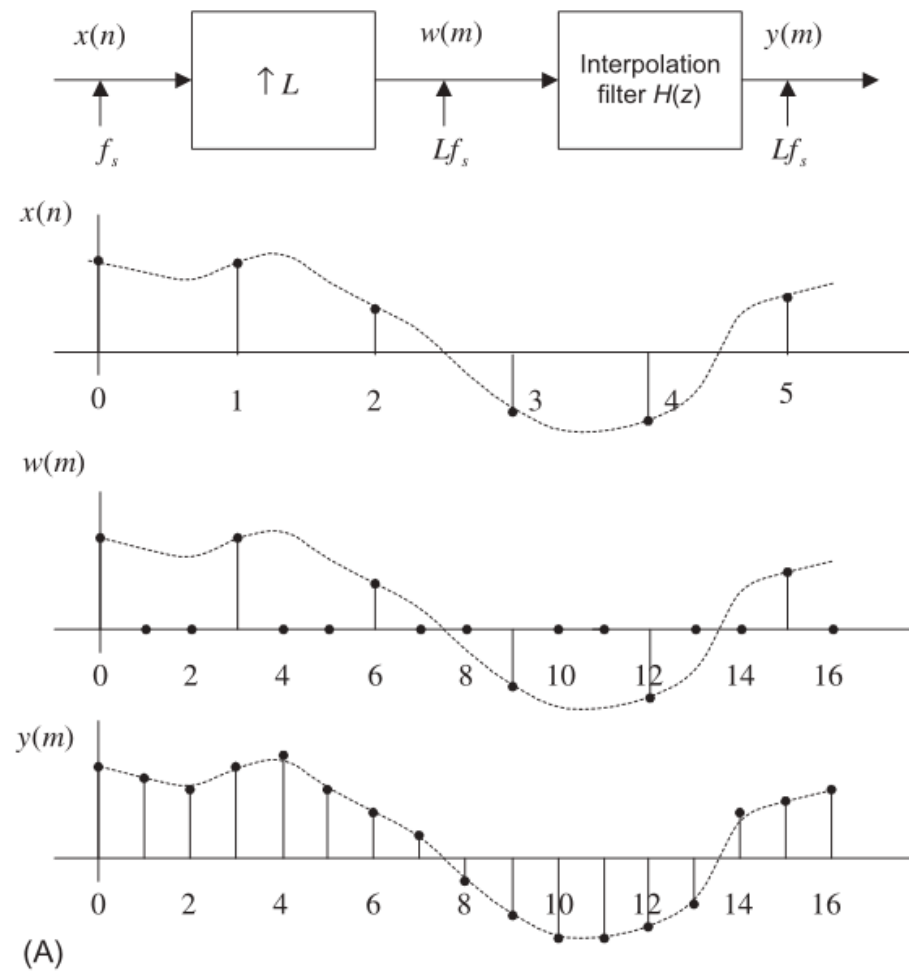 x(n) w(m) y(m)
↑ L
Interpolation
filter H(z)
f_s Lf_s Lf_s
x(n)
0 1 2 3 4 5
w(m)
0 2 4 6 8 10 12 14 16
y(m)
0 2 4 6 8 10 12 14 16
(A)